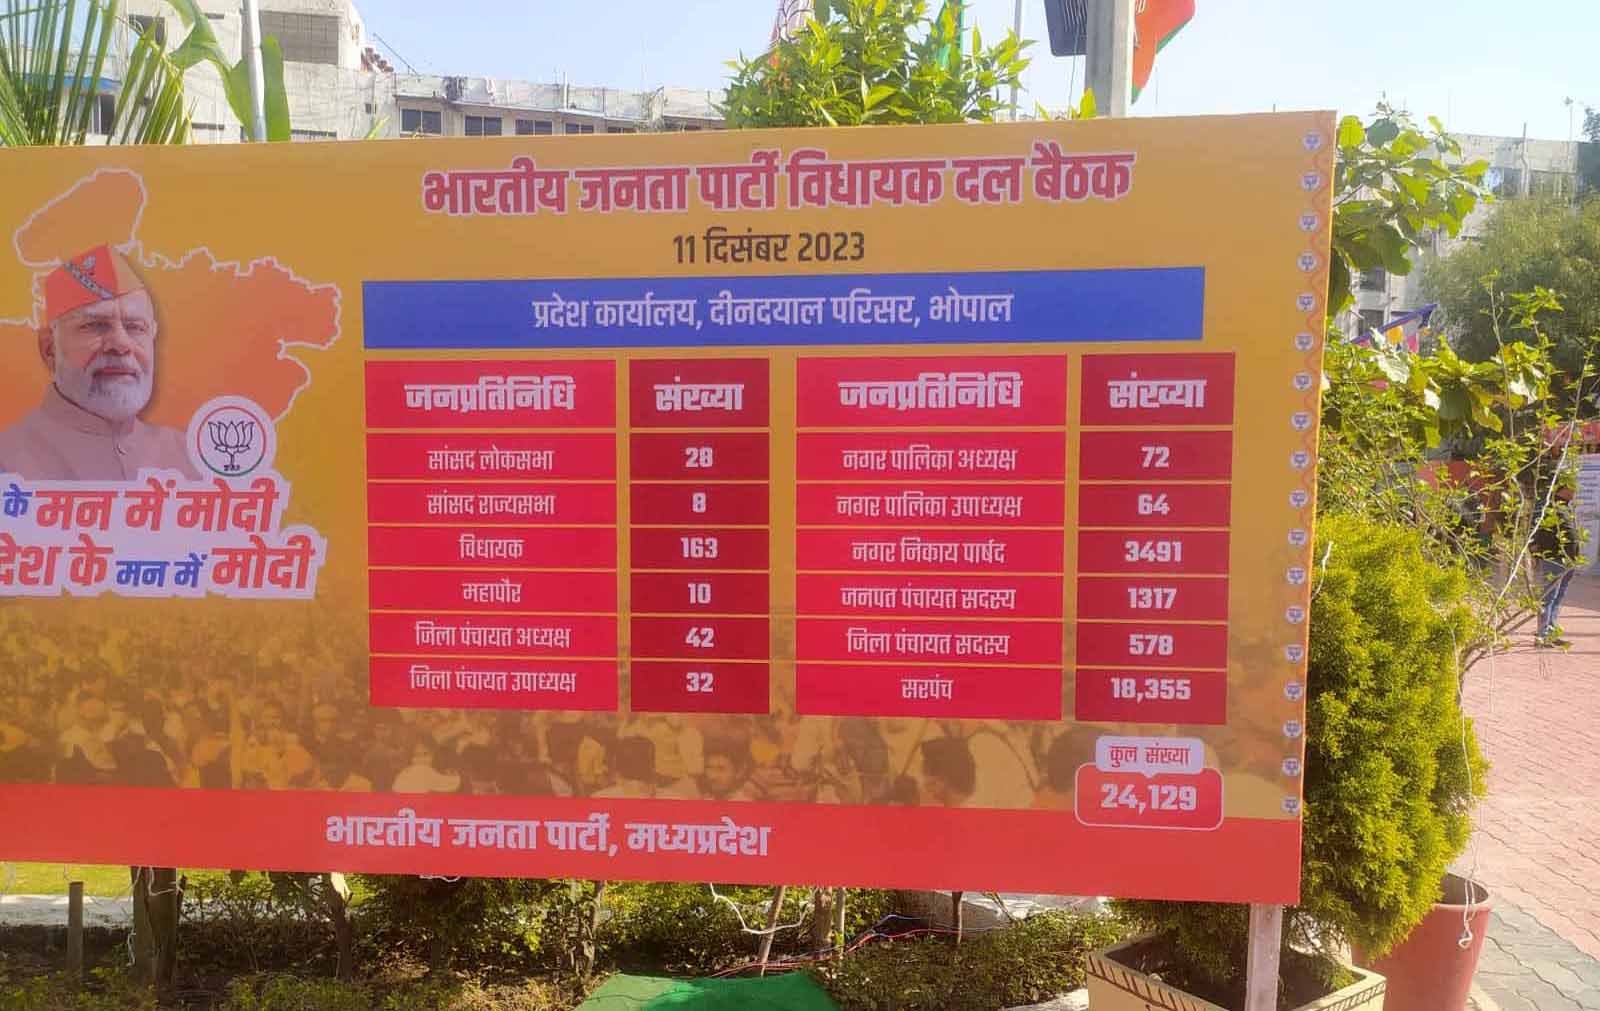 भारतीय जनता पार्टी विधायक दल बैठक
11 दिसंबर 2023
प्रदेश कार्यालय, दीनदयाल परिसर, भोपाल
जनप्रतिनिधि संख्या जनप्रतिनिधि संख्या
सांसद लोकसभा 28 नगर पालिका अध्यक्ष 72
सांसद राज्यसभा 8 नगर पालिका उपाध्यक्ष 64
विधायक 163 नगर निकाय पार्षद 3491
महापौर 10 जनपत पंचायत सदस्य 1317
जिला पंचायत अध्यक्ष 42 जिला पंचायत सदस्य 578
जिला पंचायत उपाध्यक्ष 32 सरपंच 18,355
के मन में मोदी
देश के मन में मोदी
कुल संख्या
24,129
भारतीय जनता पार्टी, मध्यप्रदेश